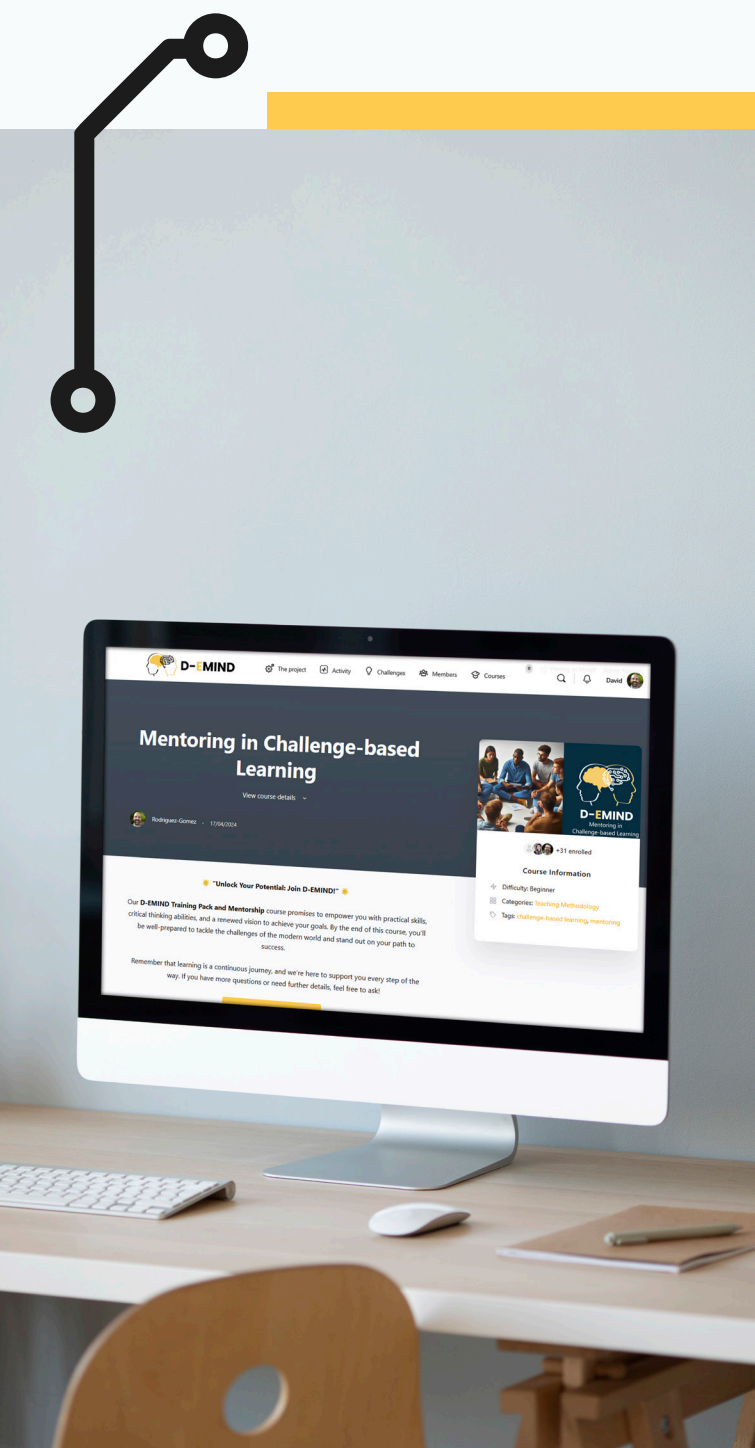 D-EMIND
The project
Activity
Challenges
Members
Courses
David
Mentoring in Challenge-based
Learning
View course details
Rodriguez-Gomez - 17/04/2024
D-EMIND
Mentoring in
Challenge-based Learning
+31 enrolled
Course Information
Difficulty: Beginner
Categories: Teaching Methodology
Tags: challenge-based learning, mentoring
"Unlock Your Potential: Join D-EMIND!"
Our D-EMIND Training Pack and Mentorship course promises to empower you with practical skills,
critical thinking abilities, and a renewed vision to achieve your goals. By the end of this course, you'll
be well-prepared to tackle the challenges of the modern world and stand out on your path to
success.
Remember that learning is a continuous journey, and we're here to support you every step of the
way. If you have more questions or need further details, feel free to ask!